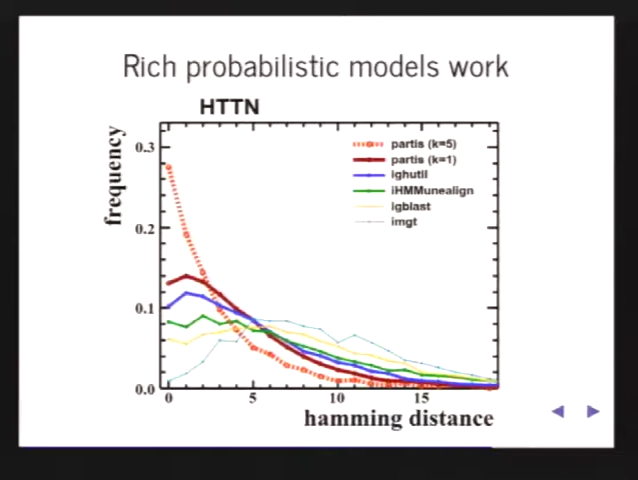 Rich probabilistic models work
HTTN
frequency
0.3
0.2
0.1
0.0
partis (k=5)
partis (k=1)
ighutil
iHMMunealign
igblast
imgt
0
5
10
15
hamming distance